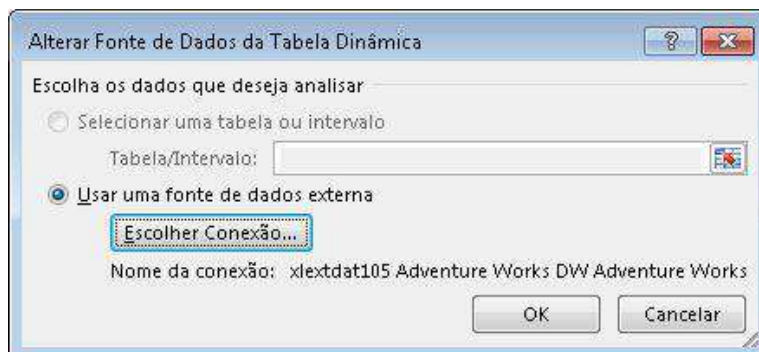 Alterar Fonte de Dados da Tabela Dinâmica
Escolha os dados que deseja analisar
Selecionar uma tabela ou intervalo
Tabela/Intervalo:
Usar uma fonte de dados externa
Escolher Conexão...
Nome da conexão: xlextdat105 Adventure Works DW Adventure Works
OK Cancelar